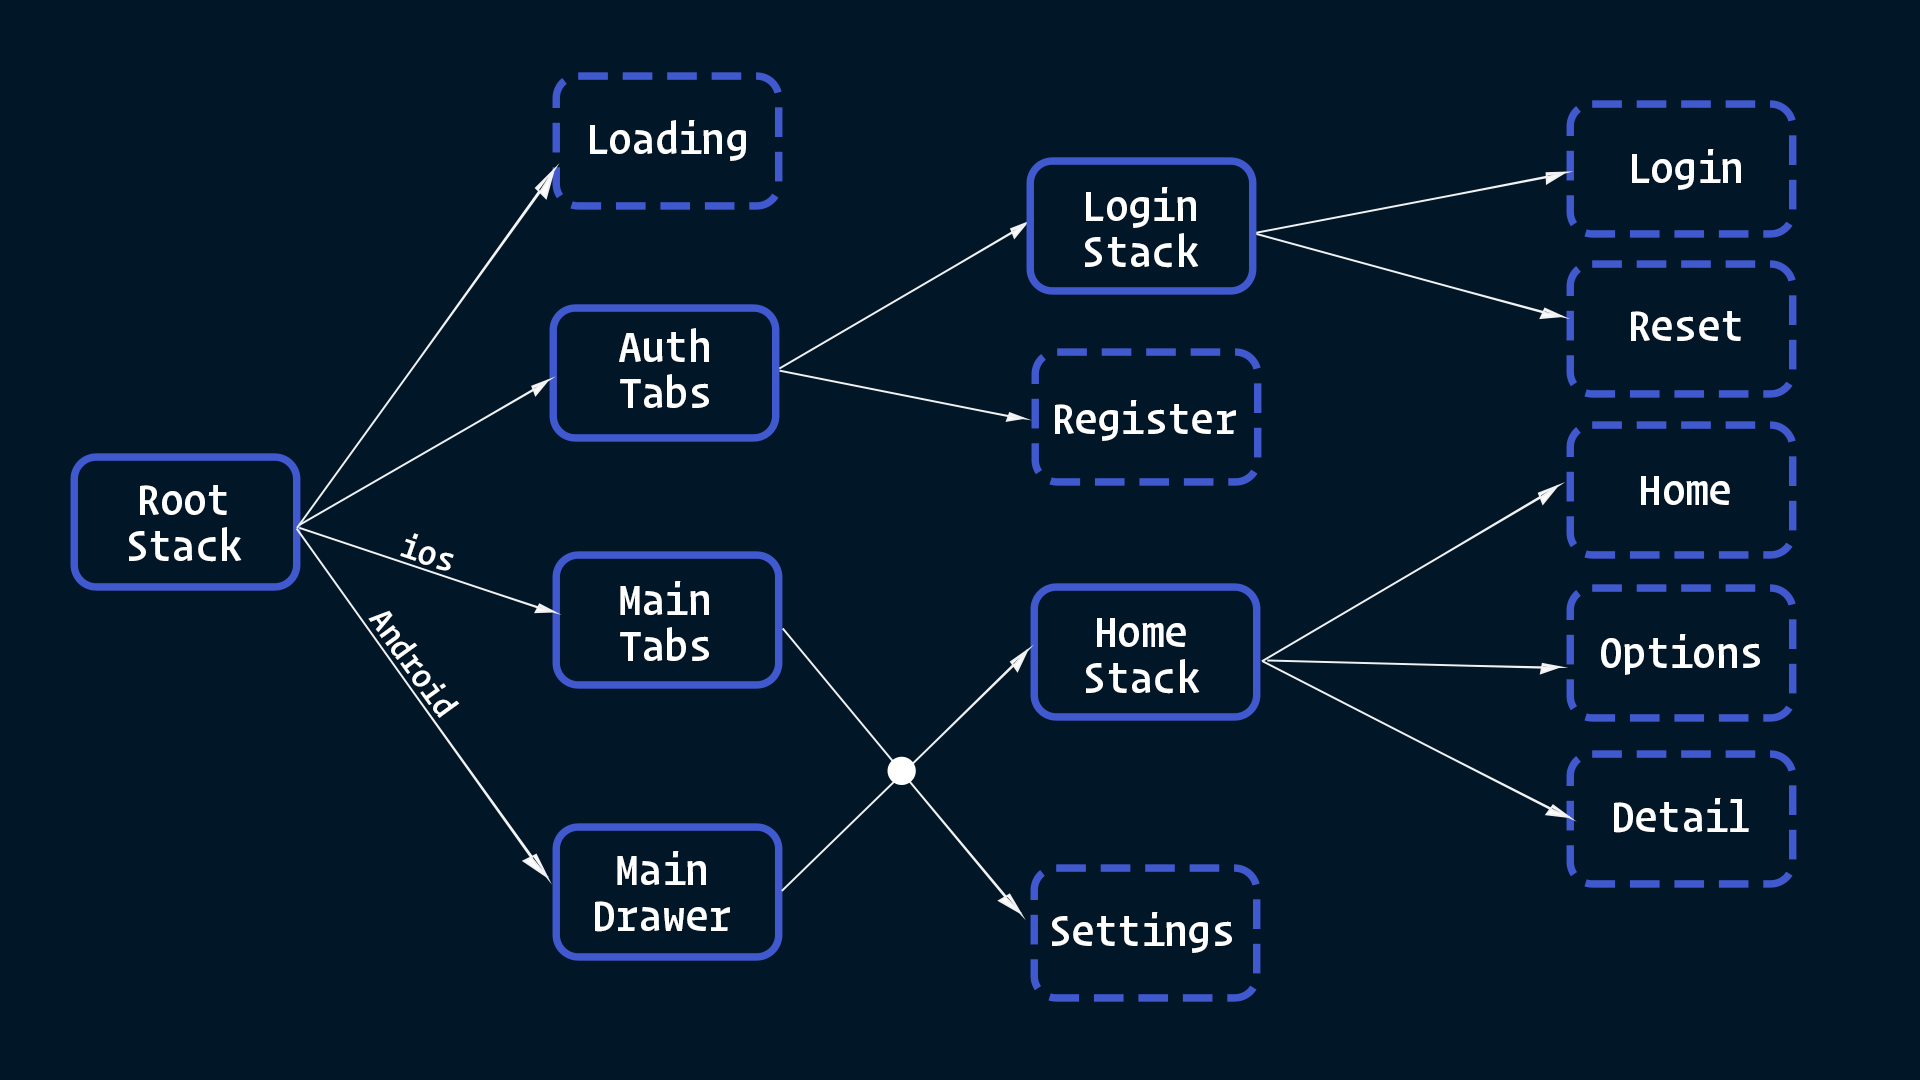 Loading
Login
Login
Stack
Reset
Auth
Tabs
Register
Root
Stack
Home
ios
Main
Tabs
Home
Stack
Options
Android
Detail
Main
Drawer
Settings